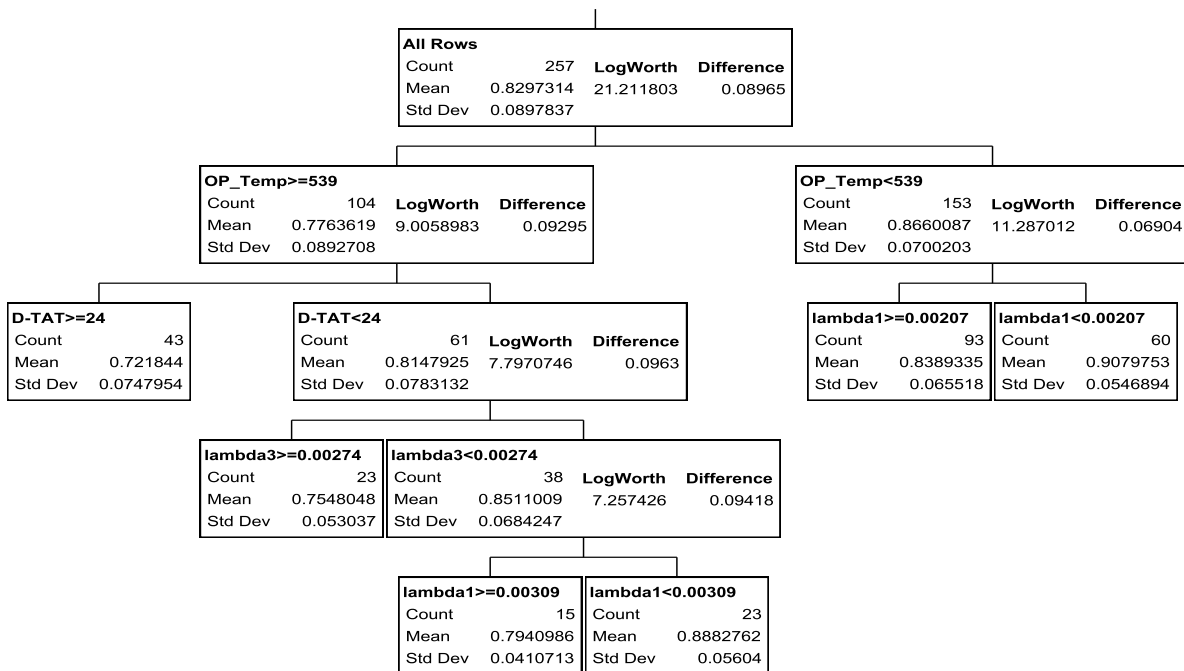 All Rows
Count 257 LogWorth Difference
Mean 0.8297314 21.211803 0.08965
Std Dev 0.0897837
OP_Temp>=539
Count 104 LogWorth Difference
Mean 0.7763619 9.0058983 0.09295
Std Dev 0.0892708
OP_Temp<539
Count 153 LogWorth Difference
Mean 0.8660087 11.287012 0.06904
Std Dev 0.0700203
D-TAT>=24
Count 43
Mean 0.721844
Std Dev 0.0747954
D-TAT<24
Count 61 LogWorth Difference
Mean 0.8147925 7.7970746 0.0963
Std Dev 0.0783132
lambda1>=0.00207
Count 93
Mean 0.8389335
Std Dev 0.065518
lambda1<0.00207
Count 60
Mean 0.9079753
Std Dev 0.0546894
lambda3>=0.00274
Count 23
Mean 0.7548048
Std Dev 0.053037
lambda3<0.00274
Count 38 LogWorth Difference
Mean 0.8511009 7.257426 0.09418
Std Dev 0.0684247
lambda1>=0.00309
Count 15
Mean 0.7940986
Std Dev 0.0410713
lambda1<0.00309
Count 23
Mean 0.8882762
Std Dev 0.05604